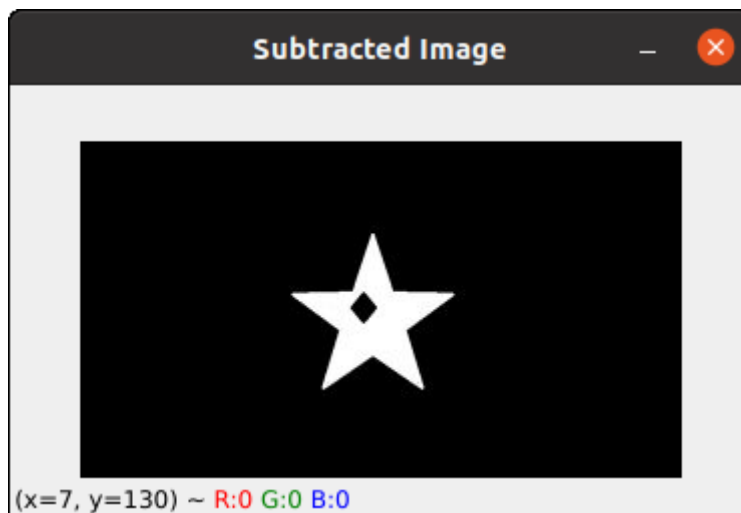 Subtracted Image
(x=7, y=130) ~ R:0 G:0 B:0